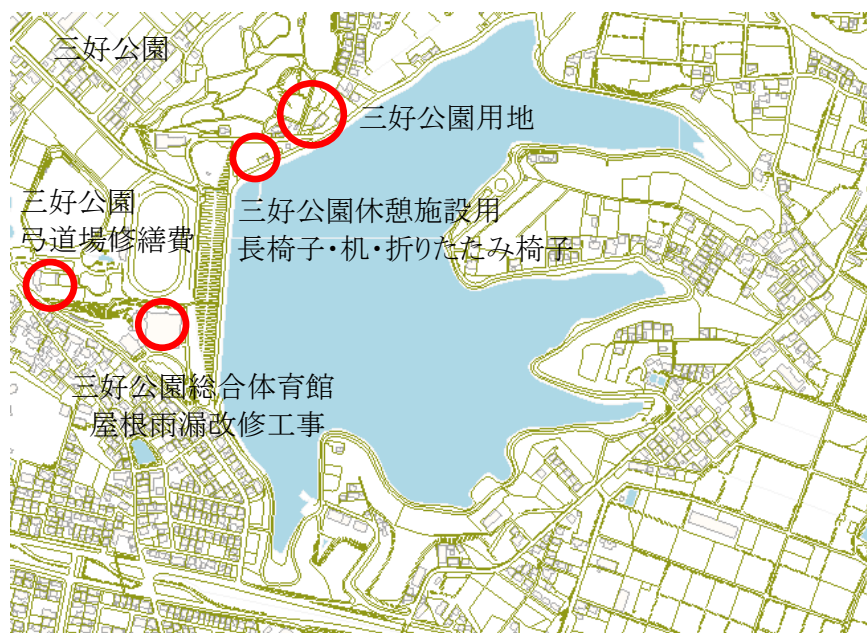 三好公園
三好公園用地
三好公園休憩施設用
長椅子・机・折りたたみ椅子
三好公園
弓道場修繕費
三好公園総合体育館
屋根雨漏改修工事